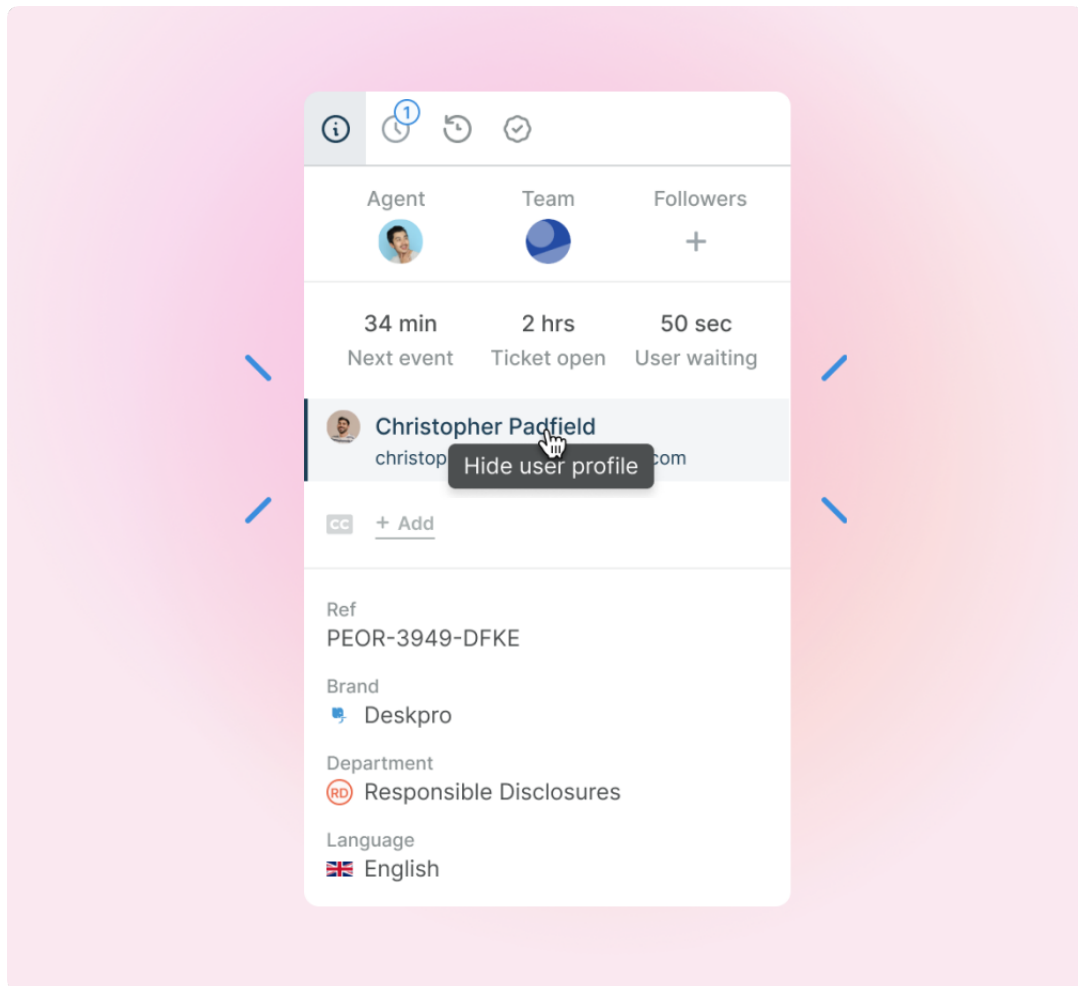 1
Agent Team Followers
34 min 2 hrs 50 sec
Next event Ticket open User waiting
Christopher Padfield
christop com
Hide user profile
CC + Add
Ref
PEOR-3949-DFKE
Brand
Deskpro
Department
RD Responsible Disclosures
Language
English